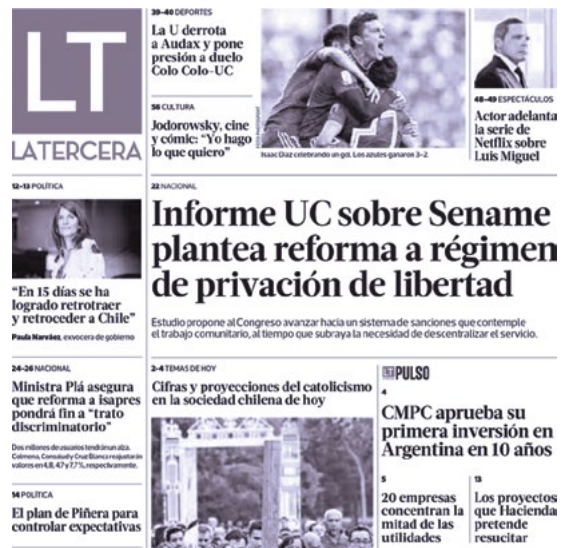 LT
LATERCERA
39-40 DEPORTES
La U derrota
a Audax y pone
presión a duelo
Colo Colo-UC
56 CULTURA
Jodorowsky, cine
y cómic: “Yo hago
lo que quiero”
Isaac Díaz celebrando un gol. Los azules ganaron 3-2.
48-49 ESPECTÁCULOS
Actor adelanta
la serie de
Netflix sobre
Luis Miguel
12-13 POLÍTICA
“En 15 días se ha
logrado retrotraer
y retroceder a Chile”
Paula Narváez, exvocera de gobierno
22 NACIONAL
Informe UC sobre Sename
plantea reforma a régimen
de privación de libertad
Estudio propone al Congreso avanzar hacia un sistema de sanciones que contemple
el trabajo comunitario, al tiempo que subraya la necesidad de descentralizar el servicio.
24-26 NACIONAL
Ministra Plá asegura
que reforma a isapres
pondrá fin a “trato
discriminatorio”
Dos millones de usuarios tendrán un alza.
Colmena, Consalud y Cruz Blanca reajustarán
valores en 4,8, 4,7 y 7,7%, respectivamente.
14 POLÍTICA
El plan de Piñera para
controlar expectativas
2-4 TEMAS DE HOY
Cifras y proyecciones del catolicismo
en la sociedad chilena de hoy
LT PULSO
4
CMPC aprueba su
primera inversión en
Argentina en 10 años
5
20 empresas
concentran la
mitad de las
utilidades
13
Los proyectos
que Hacienda
pretende
resucitar